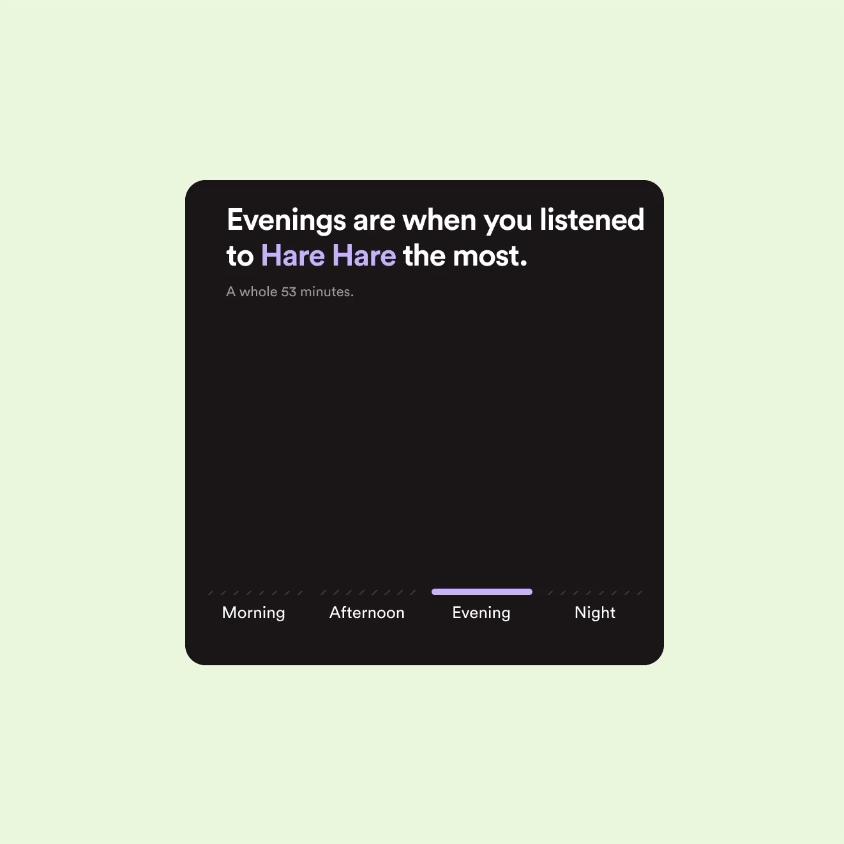 Evenings are when you listened
to Hare Hare the most.
A whole 53 minutes.
Morning Afternoon Evening Night